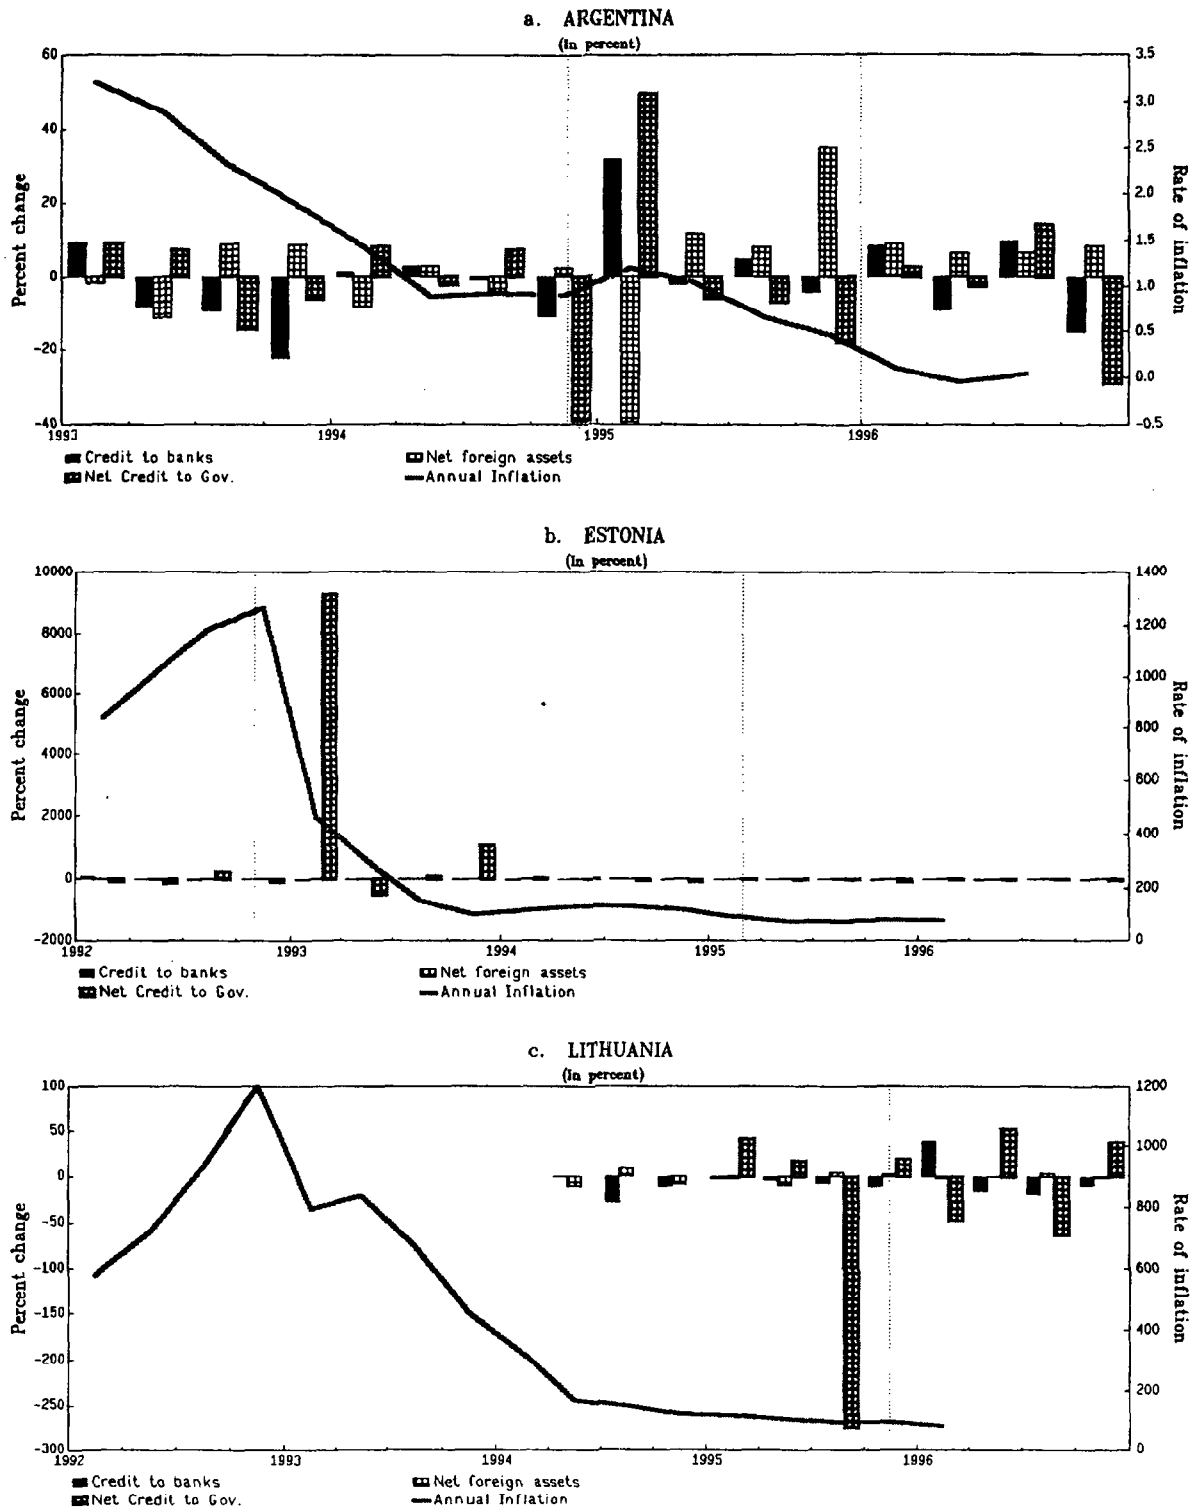 a. ARGENTINA
(In percent)
60
40
20
0
-20
-40
Percent change
3.5
3.0
2.5
2.0
1.5
1.0
0.5
0.0
-0.5
Rate of inflation
1993 1994 1995 1996
Credit to banks
Net foreign assets
Net Credit to Gov.
Annual Inflation
b. ESTONIA
(In percent)
10000
8000
6000
4000
2000
0
-2000
Percent change
1400
1200
1000
800
600
400
200
0
Rate of inflation
1982 1993 1994 1995 1996
Credit to banks
Net foreign assets
Net Credit to Gov.
Annual Inflation
c. LITHUANIA
(In percent)
100
50
0
-50
-100
-150
-200
-250
-300
Percent change
1200
1000
800
600
400
200
0
Rate of inflation
1992 1993 1994 1995 1996
Credit to banks
Net foreign assets
Net Credit to Gov.
Annual Inflation